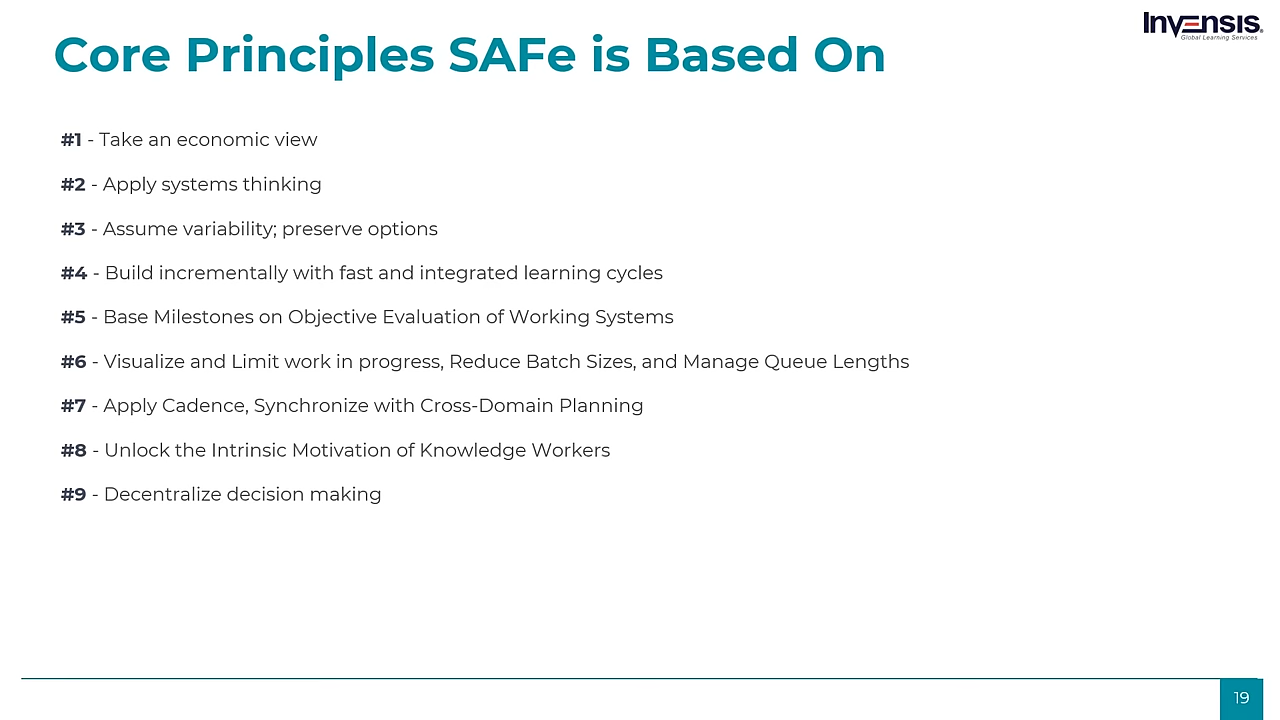 Invensis®
Global Learning Services
Core Principles SAFe is Based On
#1 - Take an economic view
#2 - Apply systems thinking
#3 - Assume variability; preserve options
#4 - Build incrementally with fast and integrated learning cycles
#5 - Base Milestones on Objective Evaluation of Working Systems
#6 - Visualize and Limit work in progress, Reduce Batch Sizes, and Manage Queue Lengths
#7 - Apply Cadence, Synchronize with Cross-Domain Planning
#8 - Unlock the Intrinsic Motivation of Knowledge Workers
#9 - Decentralize decision making
19